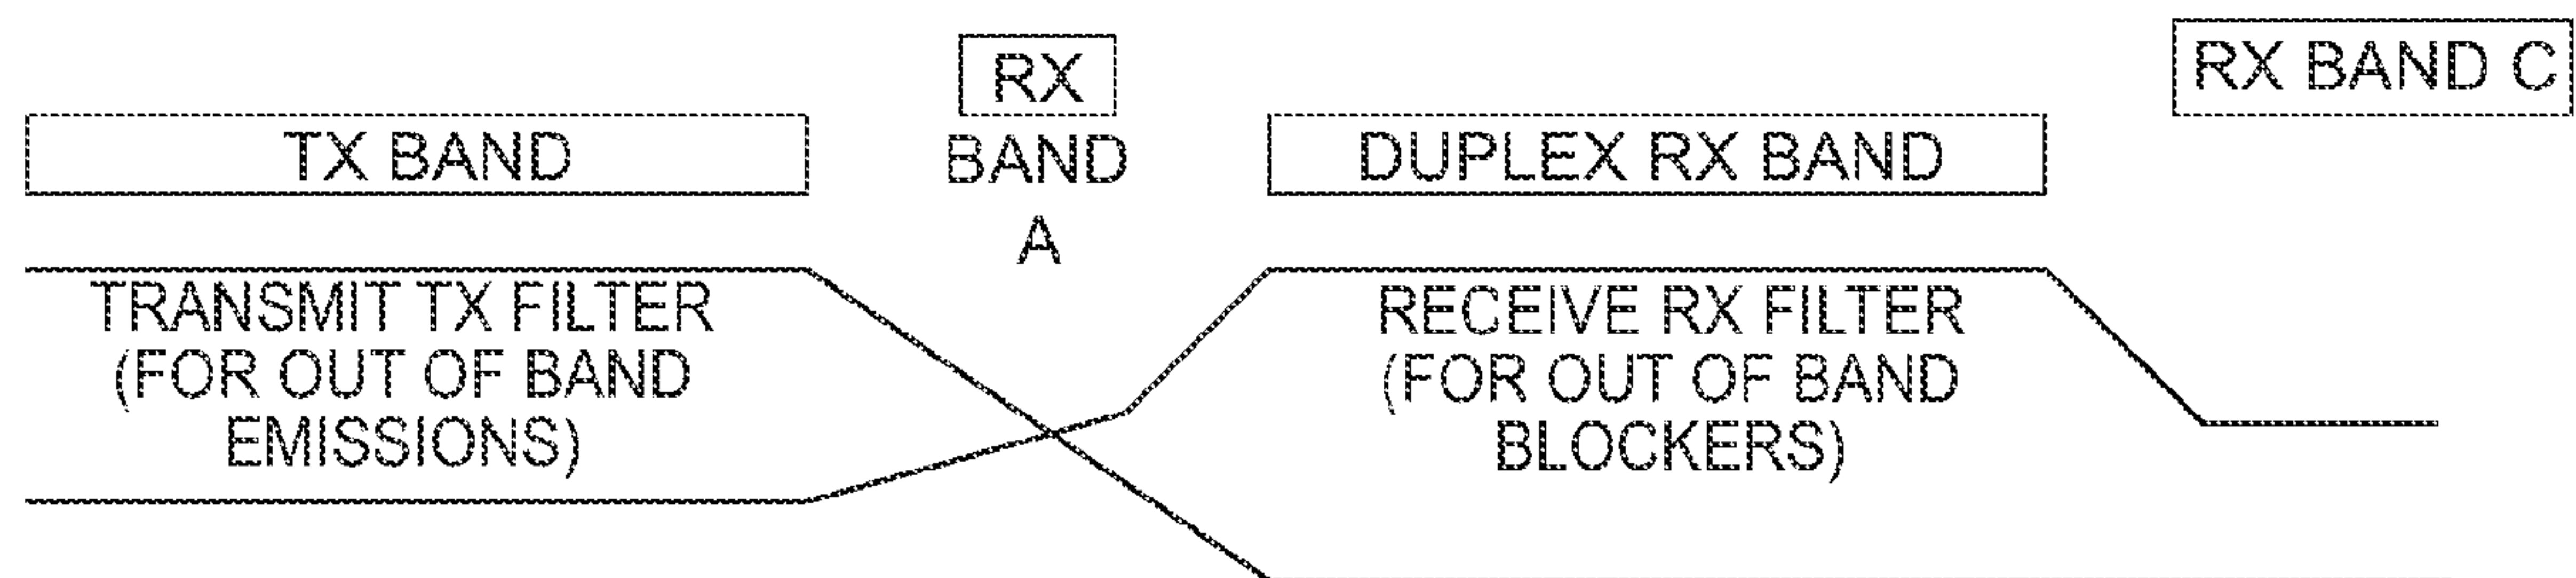 TX BAND
RX
BAND
A
DUPLEX RX BAND
RX BAND C
TRANSMIT TX FILTER
(FOR OUT OF BAND
EMISSIONS)
RECEIVE RX FILTER
(FOR OUT OF BAND
BLOCKERS)